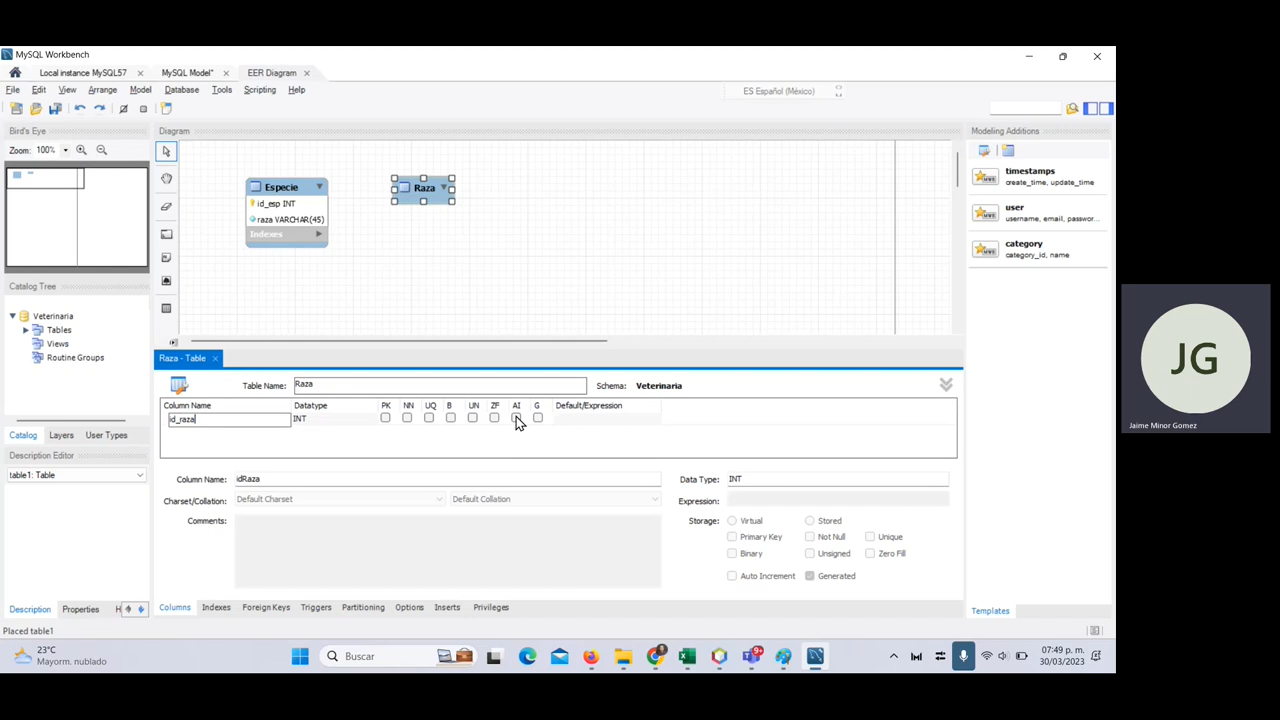 MySQL Workbench
Local instance MySQL57
MySQL Model*
EER Diagram
File Edit View Arrange Model Database Tools Scripting Help
ES Español (México)
Bird's Eye
Diagram
Modeling Additions
Zoom: 100%
timestamps
create_time, update_time
user
username, email, passwor...
category
category_id, name
Especie
id_esp INT
raza VARCHAR(45)
Indexes
Raza
Catalog Tree
Veterinaria
Tables
Views
Routine Groups
Raza - Table
Table Name: Raza Schema: Veterinaria
Column Name Datatype PK NN UQ B UN ZF AI G Default/Expression
id_raza INT
Catalog Layers User Types
Description Editor
table1: Table
Column Name: idRaza Data Type: INT
Charset/Collation: Default Charset Default Collation Expression:
Comments: Storage: Virtual Stored
Primary Key Not Null Unique
Binary Unsigned Zero Fill
Auto Increment Generated
Columns Indexes Foreign Keys Triggers Partitioning Options Inserts Privileges
Description Properties H
Templates
Placed table1
23°C
Mayorm. nublado
Buscar
9+
07:49 p. m.
30/03/2023
JG
Jaime Minor Gomez